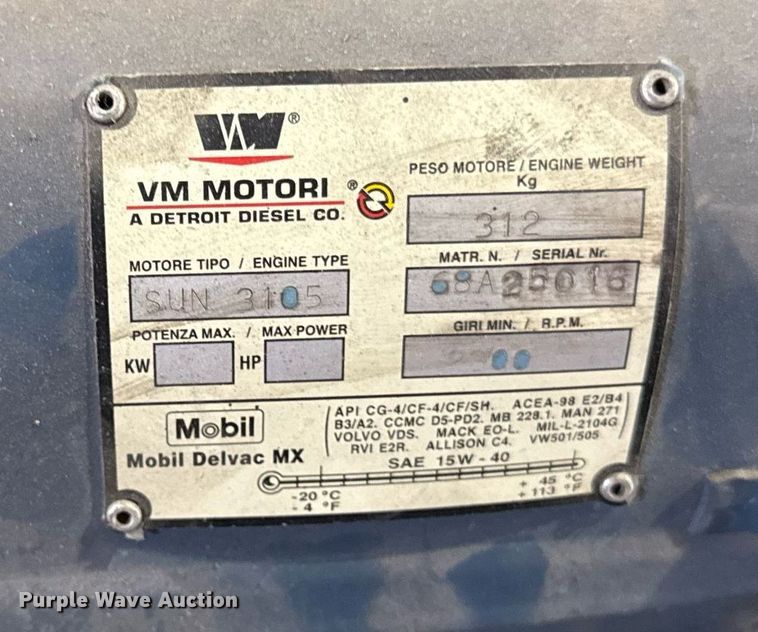 VM®
VM MOTORI®
A DETROIT DIESEL CO.
PESO MOTORE / ENGINE WEIGHT
Kg
312
MOTORE TIPO / ENGINE TYPE
SUN 3105
MATR. N. / SERIAL Nr.
68A25016
POTENZA MAX. / MAX POWER
KW
HP
GIRI MIN. / R.P.M.
00
Mobil
Mobil Delvac MX
API CG-4/CF-4/CF/SH. ACEA-98 E2/B4
B3/A2. CCMC D5-PD2. MB 228.1. MAN 271
VOLVO VDS. MACK EO-L. MIL-L-2104G
RVI E2R. ALLISON C4. VW501/505
SAE 15W-40
-20 °C
-4 °F
+ 45 °C
+ 113 °F
Purple Wave Auction